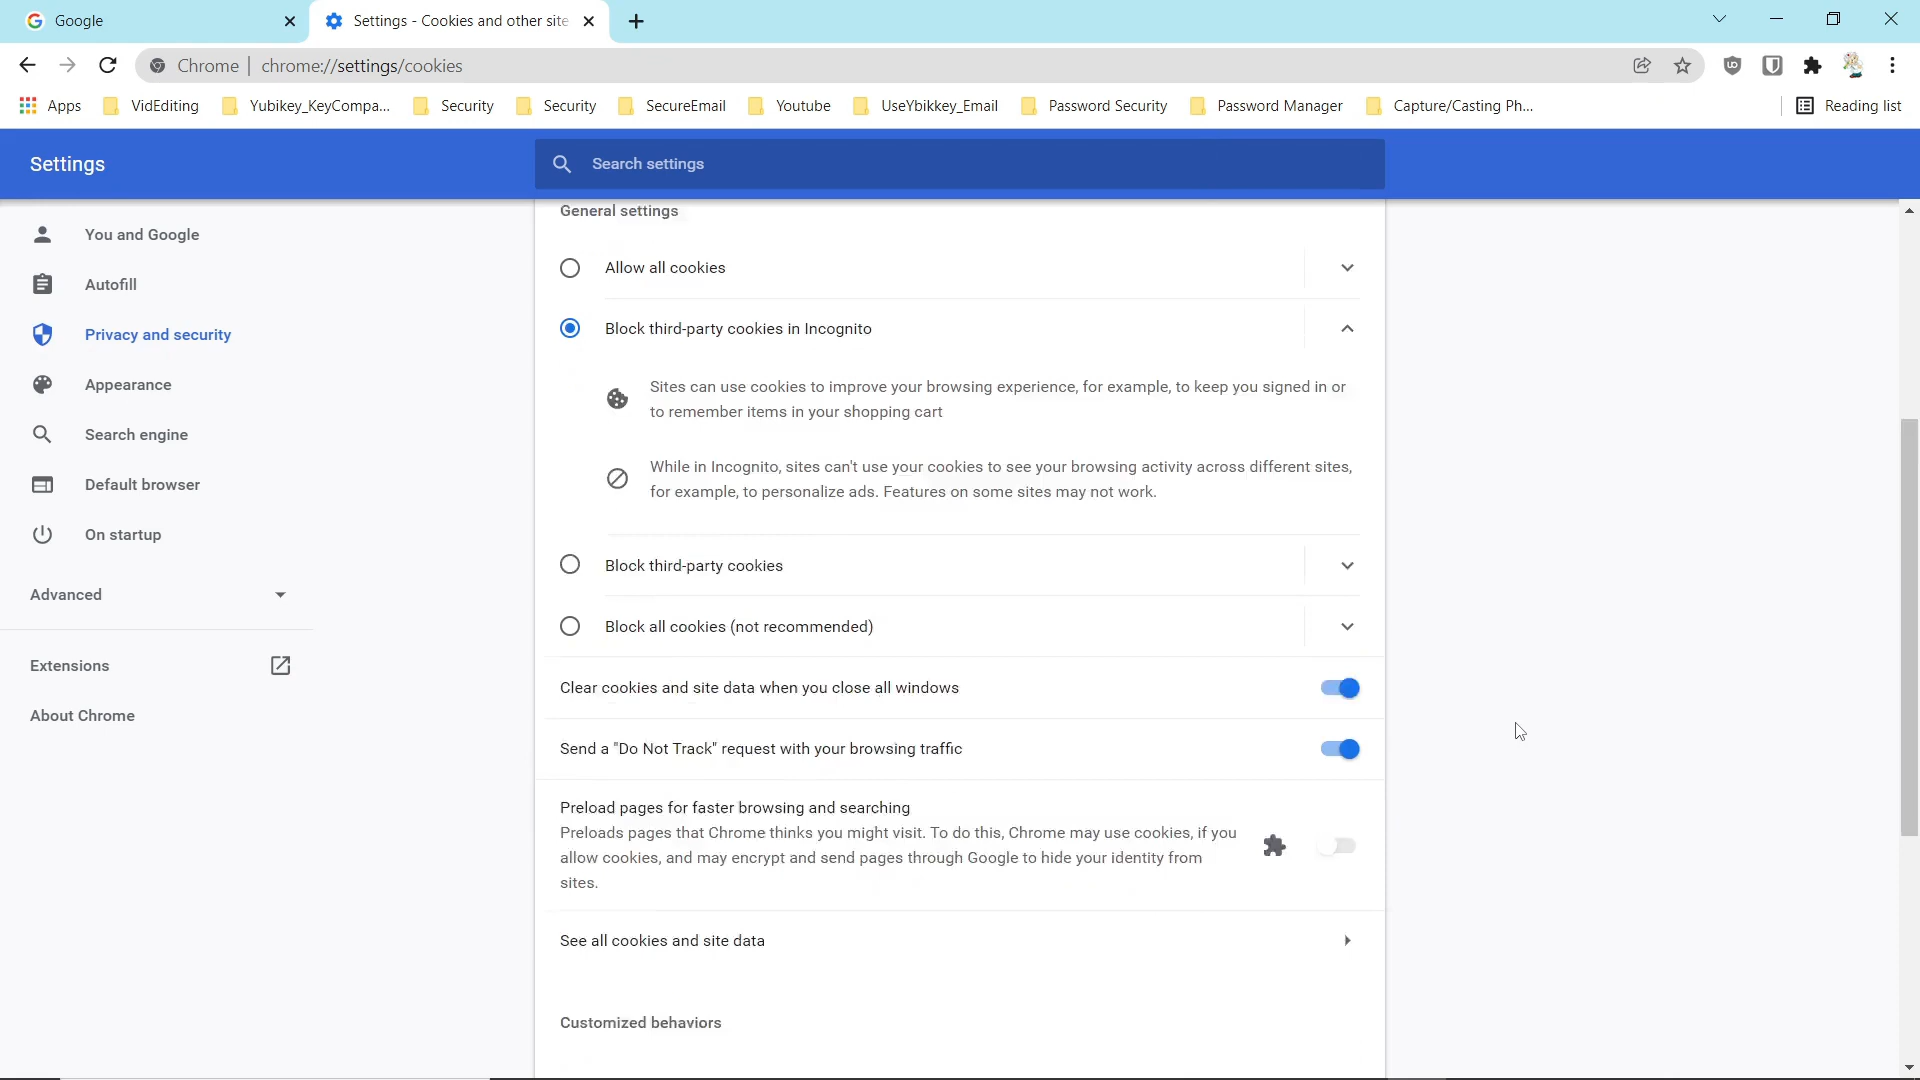 Google
Settings - Cookies and other site
Chrome | chrome://settings/cookies
Apps
VidEditing
Yubikey_KeyCompa...
Security
Security
SecureEmail
Youtube
UseYbikkey_Email
Password Security
Password Manager
Capture/Casting Ph...
Reading list
Settings
Search settings
You and Google
Autofill
Privacy and security
Appearance
Search engine
Default browser
On startup
Advanced
Extensions
About Chrome
General settings
Allow all cookies
Block third-party cookies in Incognito
Sites can use cookies to improve your browsing experience, for example, to keep you signed in or
to remember items in your shopping cart
While in Incognito, sites can't use your cookies to see your browsing activity across different sites,
for example, to personalize ads. Features on some sites may not work.
Block third-party cookies
Block all cookies (not recommended)
Clear cookies and site data when you close all windows
Send a "Do Not Track" request with your browsing traffic
Preload pages for faster browsing and searching
Preloads pages that Chrome thinks you might visit. To do this, Chrome may use cookies, if you
allow cookies, and may encrypt and send pages through Google to hide your identity from
sites.
See all cookies and site data
Customized behaviors